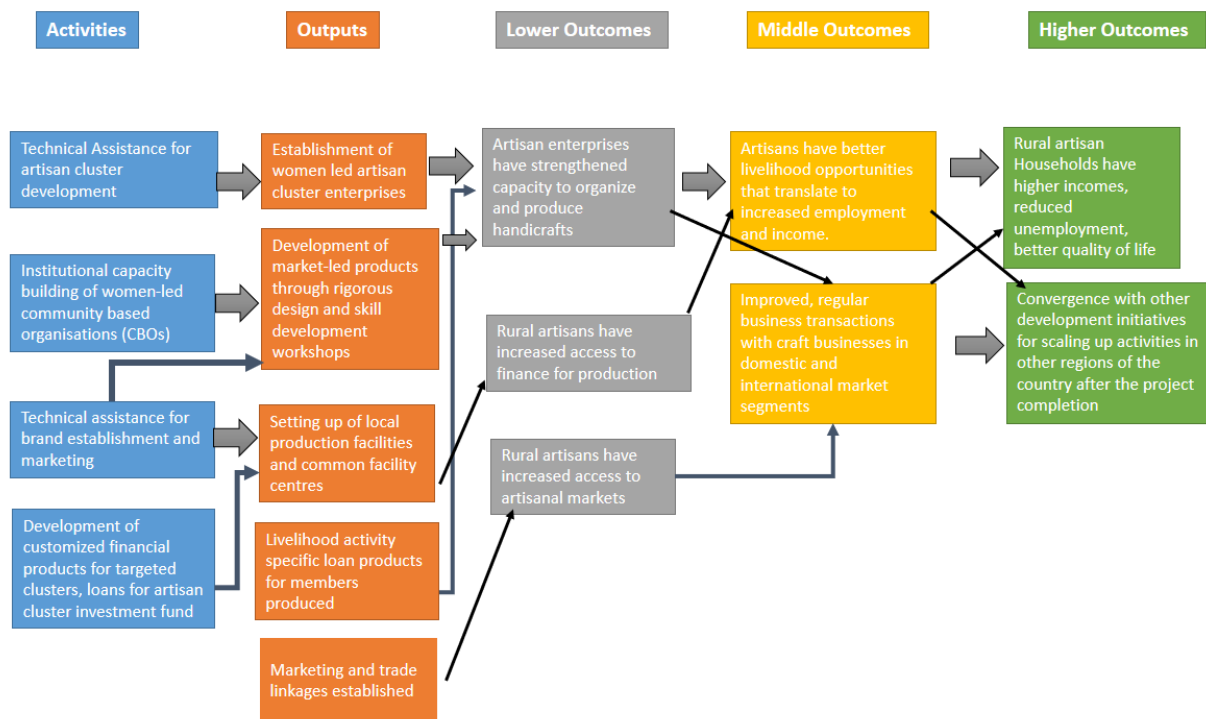 Activities
Outputs
Lower Outcomes
Middle Outcomes
Higher Outcomes
Technical Assistance for
artisan cluster
development
Institutional capacity
building of women-led
community based
organisations (CBOs)
Technical assistance for
brand establishment and
marketing
Development of
customized financial
products for targeted
clusters, loans for artisan
cluster investment fund
Establishment of
women led artisan
cluster enterprises
Development of
market-led products
through rigorous
design and skill
development
workshops
Setting up of local
production facilities
and common facility
centres
Livelihood activity
specific loan products
for members
produced
Marketing and trade
linkages established
Artisan enterprises
have strengthened
capacity to organize
and produce
handicrafts
Rural artisans have
increased access to
finance for production
Rural artisans have
increased access to
artisanal markets
Artisans have better
livelihood opportunities
that translate to
increased employment
and income.
Improved, regular
business transactions
with craft businesses in
domestic and
international market
segments
Rural artisan
Households have
higher incomes,
reduced
unemployment,
better quality of life
Convergence with other
development initiatives
for scaling up activities in
other regions of the
country after the project
completion